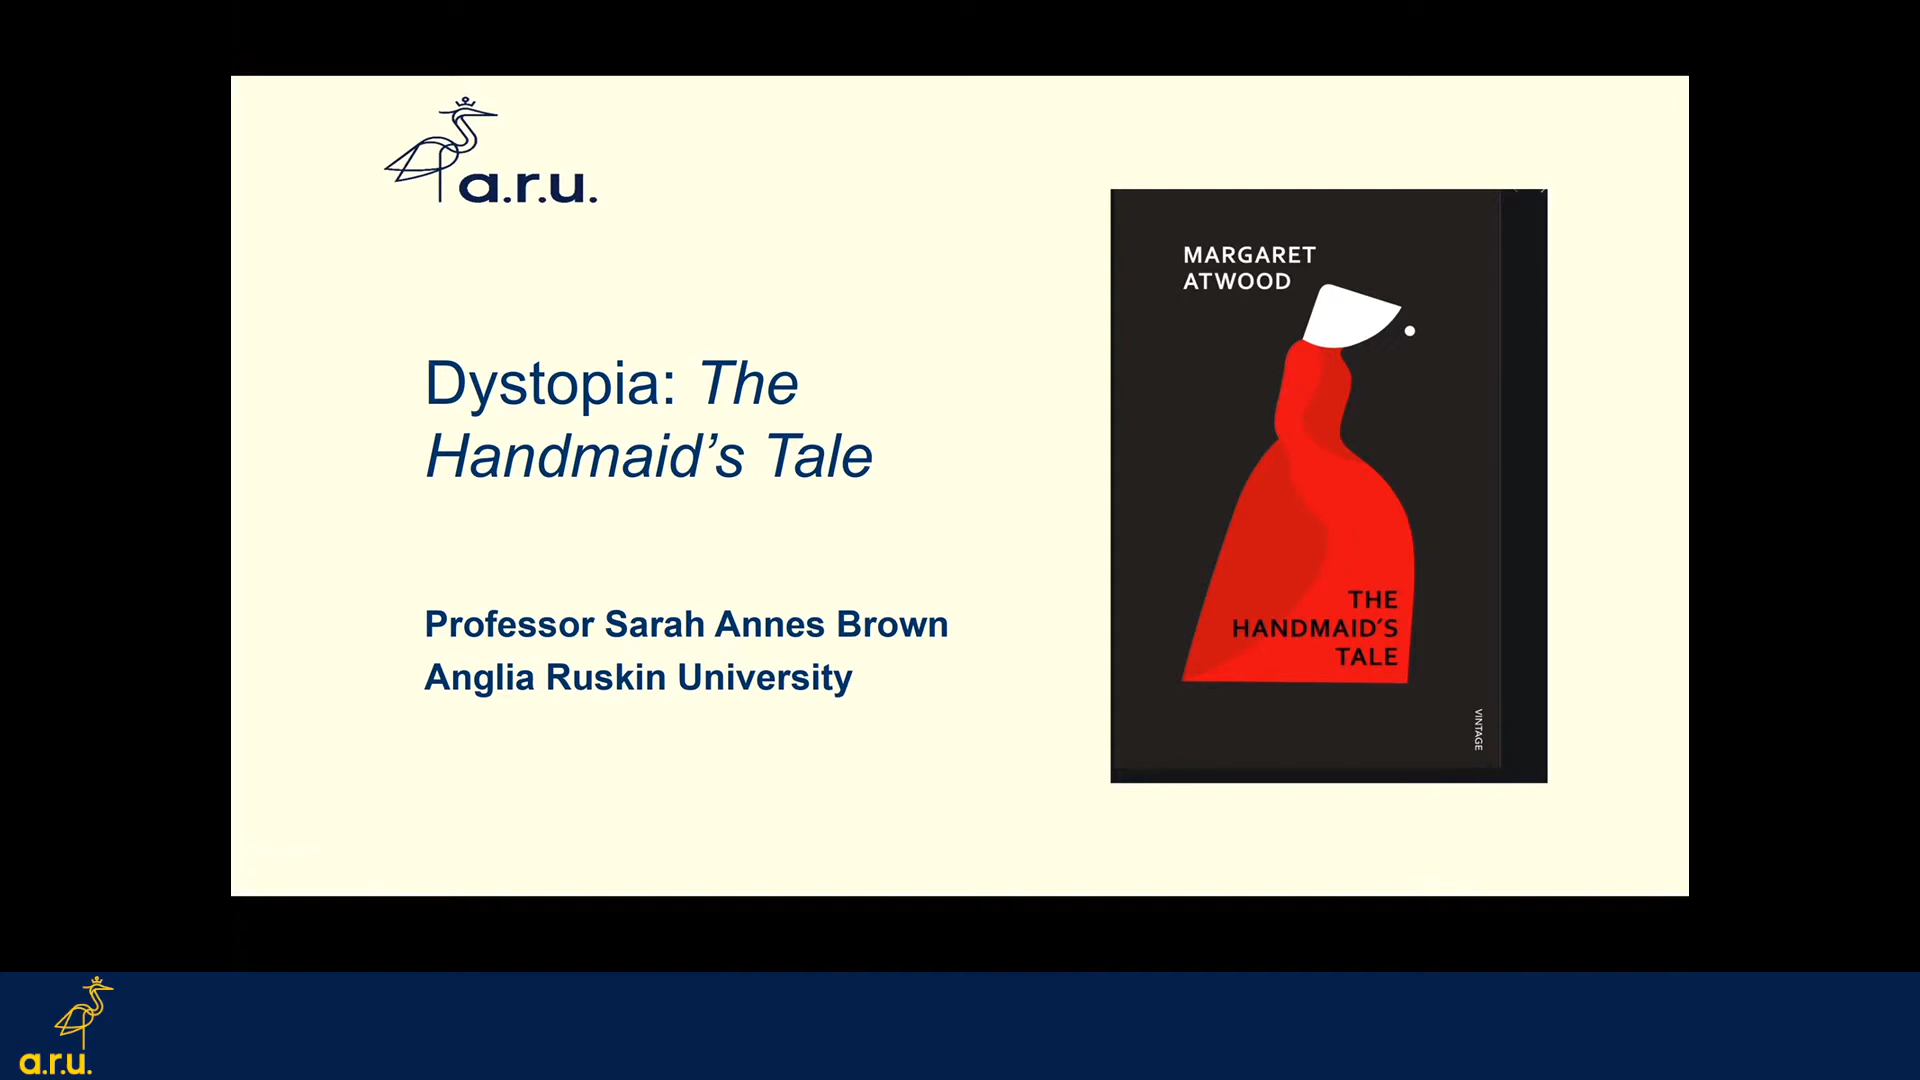 a.r.u.
Dystopia: The
Handmaid’s Tale
Professor Sarah Annes Brown
Anglia Ruskin University
MARGARET
ATWOOD
THE
HANDMAID’S
TALE
VINTAGE
a.r.u.